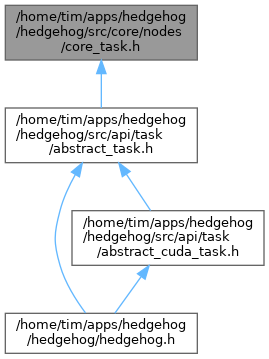 /home/tim/apps/hedgehog
/hedgehog/src/core/nodes
/core_task.h
/home/tim/apps/hedgehog
/hedgehog/src/api/task
/abstract_task.h
/home/tim/apps/hedgehog
/hedgehog/src/api/task
/abstract_cuda_task.h
/home/tim/apps/hedgehog
/hedgehog/hedgehog.h